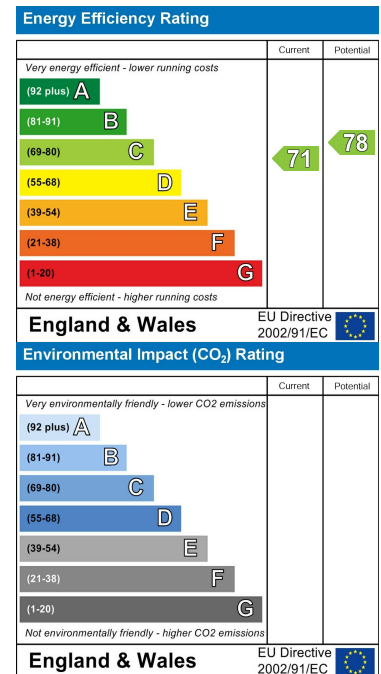 Energy Efficiency Rating
Current Potential
Very energy efficient - lower running costs
(92 plus) A
(81-91) B
(69-80) C
(55-68) D
(39-54) E
(21-38) F
(1-20) G
71
78
Not energy efficient - higher running costs
England & Wales
EU Directive
2002/91/EC
Environmental Impact (CO₂) Rating
Current Potential
Very environmentally friendly - lower CO2 emissions
(92 plus) A
(81-91) B
(69-80) C
(55-68) D
(39-54) E
(21-38) F
(1-20) G
Not environmentally friendly - higher CO2 emissions
England & Wales
EU Directive
2002/91/EC